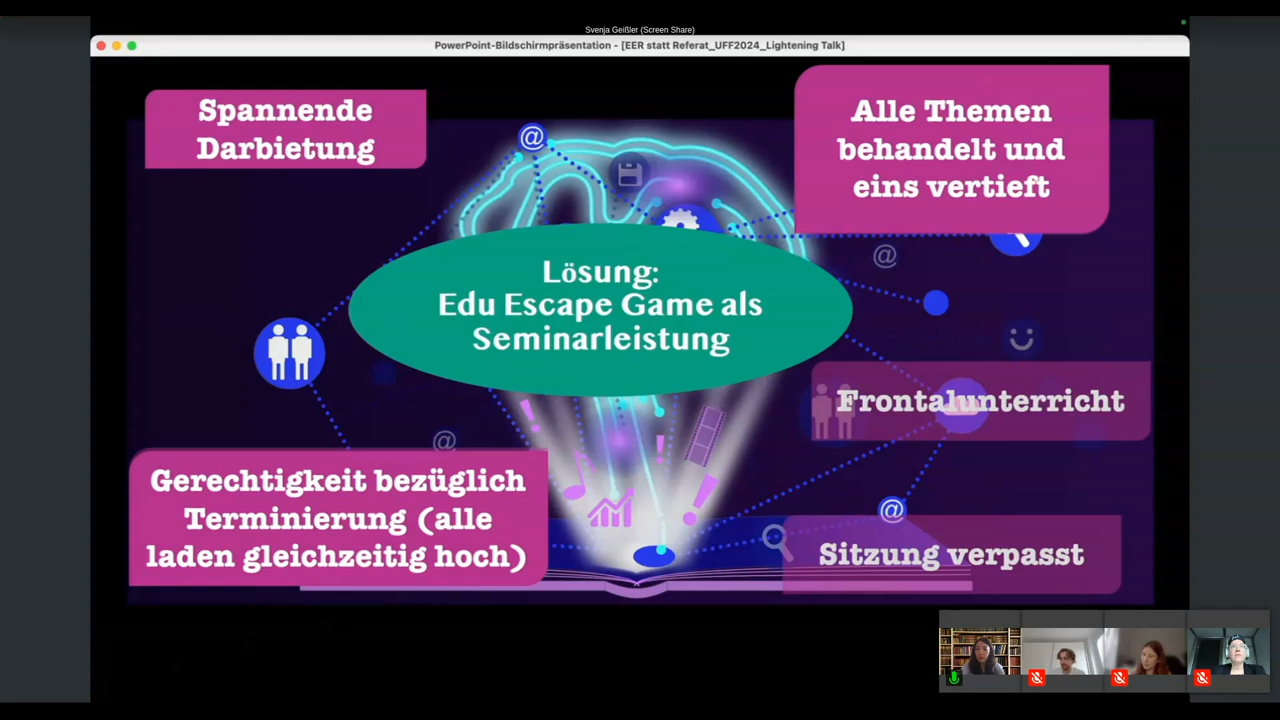 Svenja Geißler (Screen Share)
PowerPoint-Bildschirmpräsentation - [EER statt Referat_UFF2024_Lightening Talk]
Spannende
Darbietung
Alle Themen
behandelt und
eins vertieft
Lösung:
Edu Escape Game als
Seminarleistung
Frontalunterricht
Gerechtigkeit bezüglich
Terminierung (alle
laden gleichzeitig hoch)
Sitzung verpasst